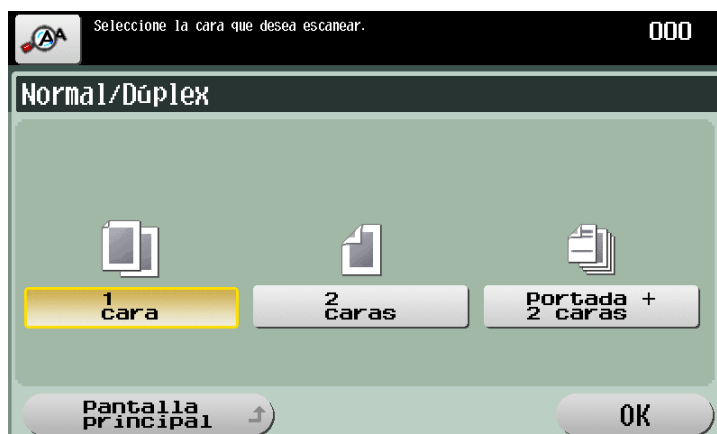 AA
Seleccione la cara que desea escanear.
000
Normal/Dúplex
1
cara
2
caras
Portada +
2 caras
Pantalla
principal
OK